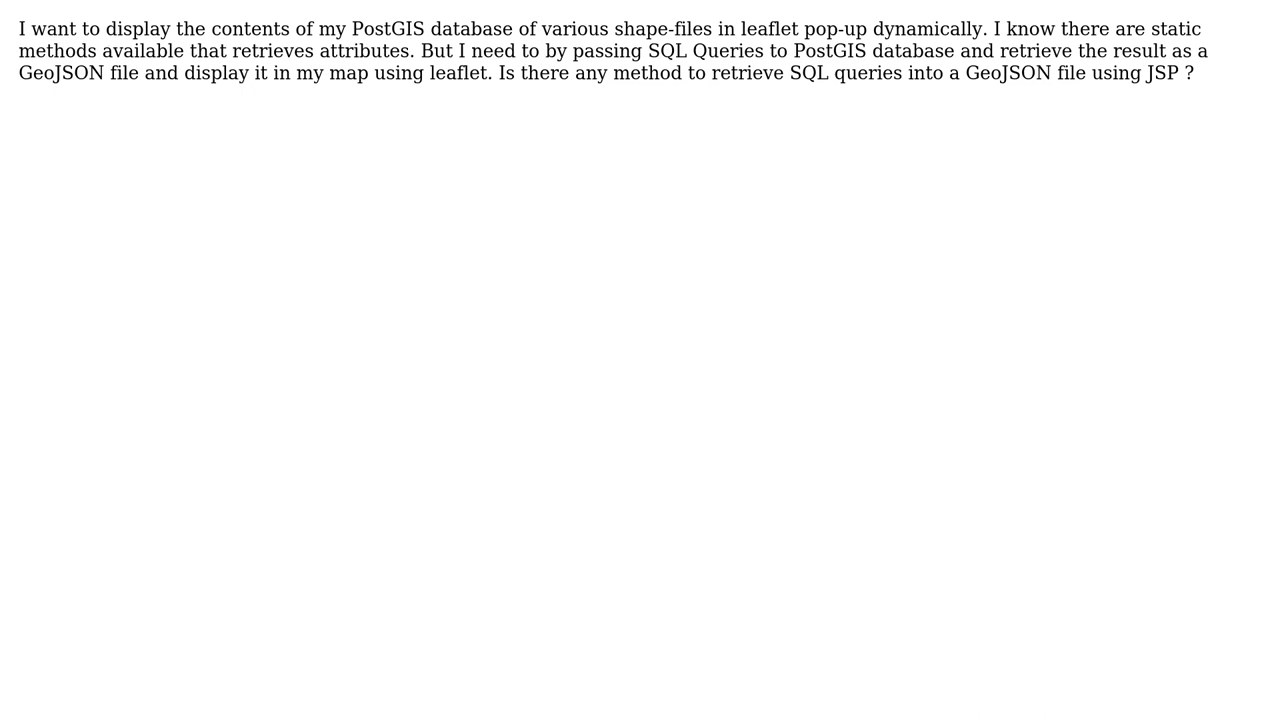 I want to display the contents of my PostGIS database of various shape-files in leaflet pop-up dynamically. I know there are static
methods available that retrieves attributes. But I need to by passing SQL Queries to PostGIS database and retrieve the result as a
GeoJSON file and display it in my map using leaflet. Is there any method to retrieve SQL queries into a GeoJSON file using JSP ?